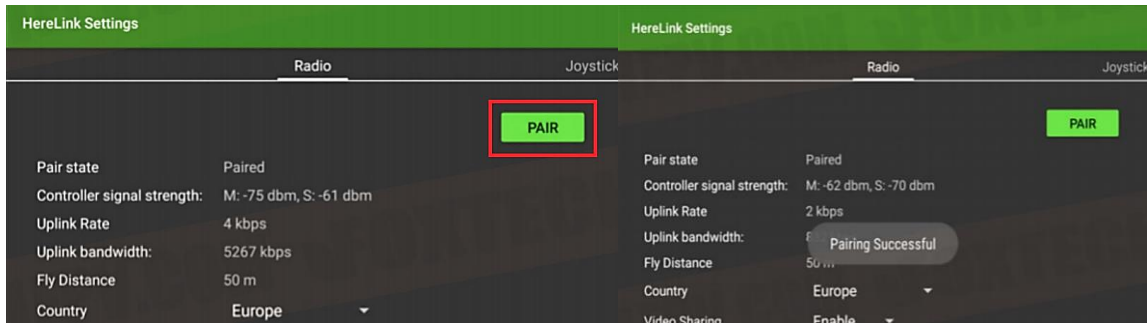 HereLink Settings
Radio
Joystick
PAIR
Pair state Paired
Controller signal strength: M: -75 dbm, S: -61 dbm
Uplink Rate 4 kbps
Uplink bandwidth: 5267 kbps
Fly Distance 50 m
Country Europe
HereLink Settings
Radio
Joystick
PAIR
Pair state Paired
Controller signal strength: M: -62 dbm, S: -70 dbm
Uplink Rate 2 kbps
Uplink bandwidth:
Pairing Successful
Fly Distance 50 m
Country Europe
Video Sharing Enable